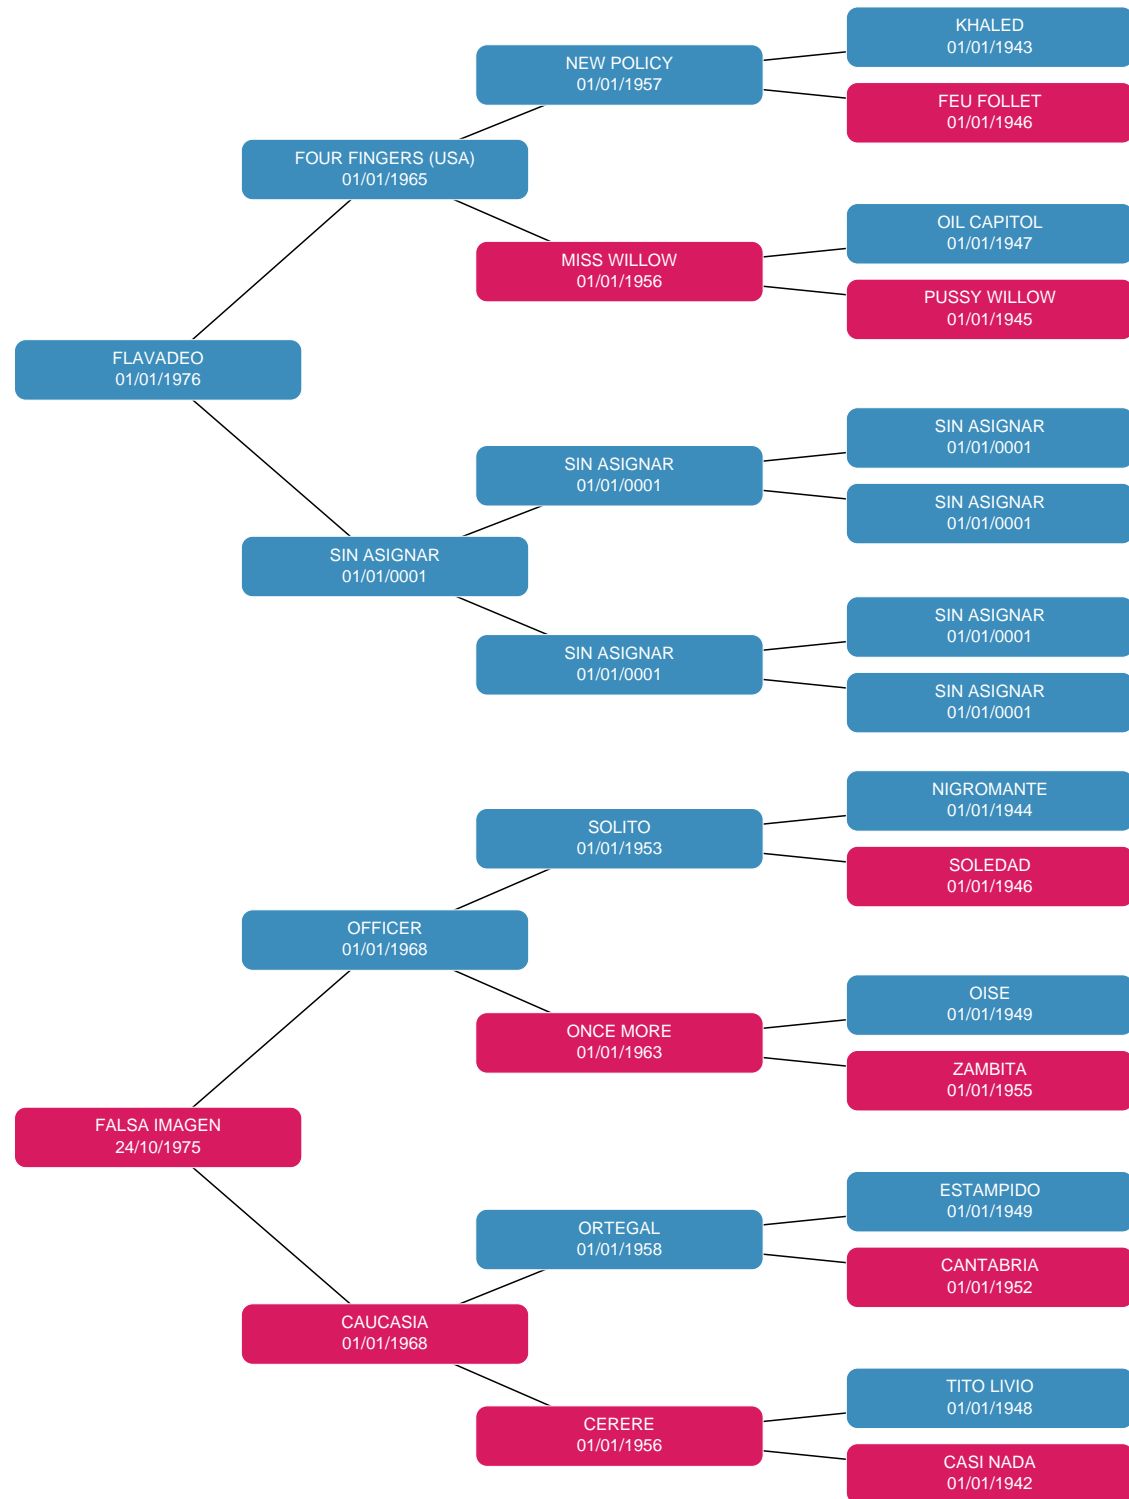 KHALED
01/01/1943
NEW POLICY
01/01/1957
FEU FOLLET
01/01/1946
FOUR FINGERS (USA)
01/01/1965
OIL CAPITOL
01/01/1947
MISS WILLOW
01/01/1956
PUSSY WILLOW
01/01/1945
FLAVADEO
01/01/1976
SIN ASIGNAR
01/01/0001
SIN ASIGNAR
01/01/0001
SIN ASIGNAR
01/01/0001
SIN ASIGNAR
01/01/0001
SIN ASIGNAR
01/01/0001
SIN ASIGNAR
01/01/0001
SIN ASIGNAR
01/01/0001
NIGROMANTE
01/01/1944
SOLITO
01/01/1953
SOLEDAD
01/01/1946
OFFICER
01/01/1968
OISE
01/01/1949
ONCE MORE
01/01/1963
ZAMBITA
01/01/1955
FALSA IMAGEN
24/10/1975
ESTAMPIDO
01/01/1949
ORTEGAL
01/01/1958
CANTABRIA
01/01/1952
CAUCASIA
01/01/1968
TITO LIVIO
01/01/1948
CERERE
01/01/1956
CASI NADA
01/01/1942